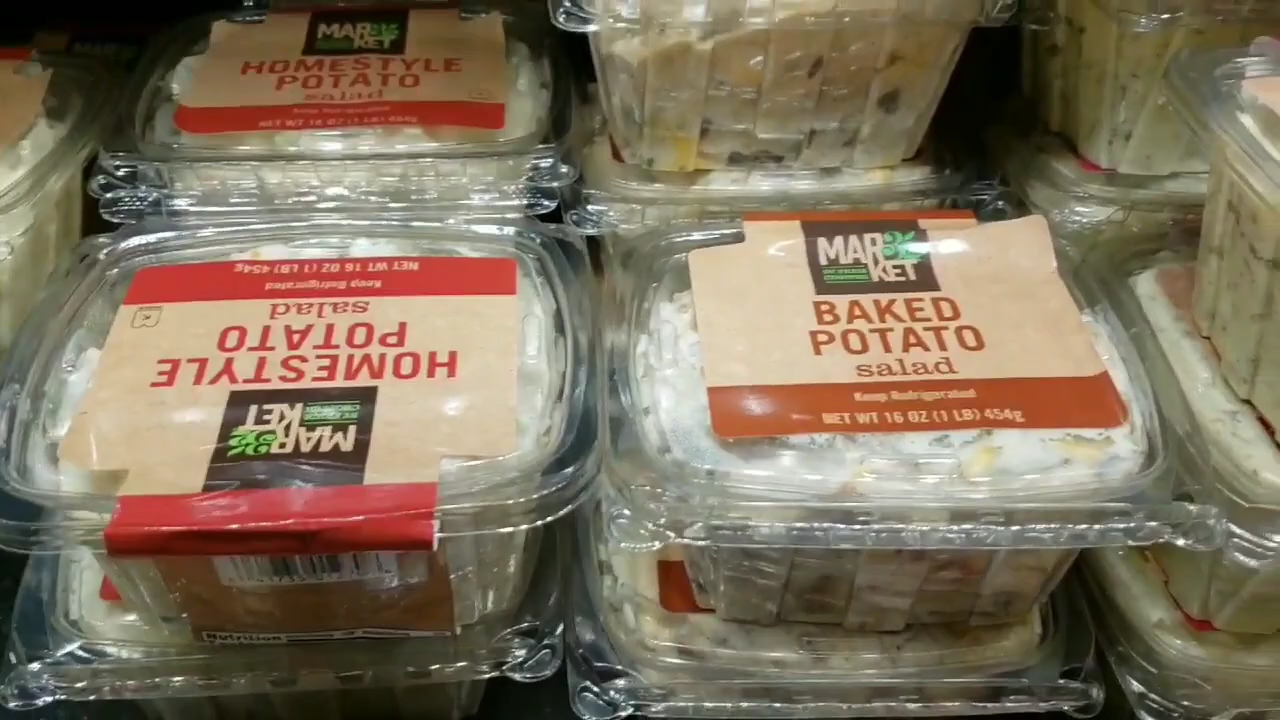 MAR
KET
HOMESTYLE
POTATO
salad
Keep Refrigerated
NET WT 16 OZ (1 LB) 454g
MAR
KET
BAKED
POTATO
salad
Keep Refrigerated
NET WT 16 OZ (1 LB) 454g
MAR
KET
HOMESTYLE
POTATO
salad
Keep Refrigerated
NET WT 16 OZ (1 LB) 454g
Nutrition